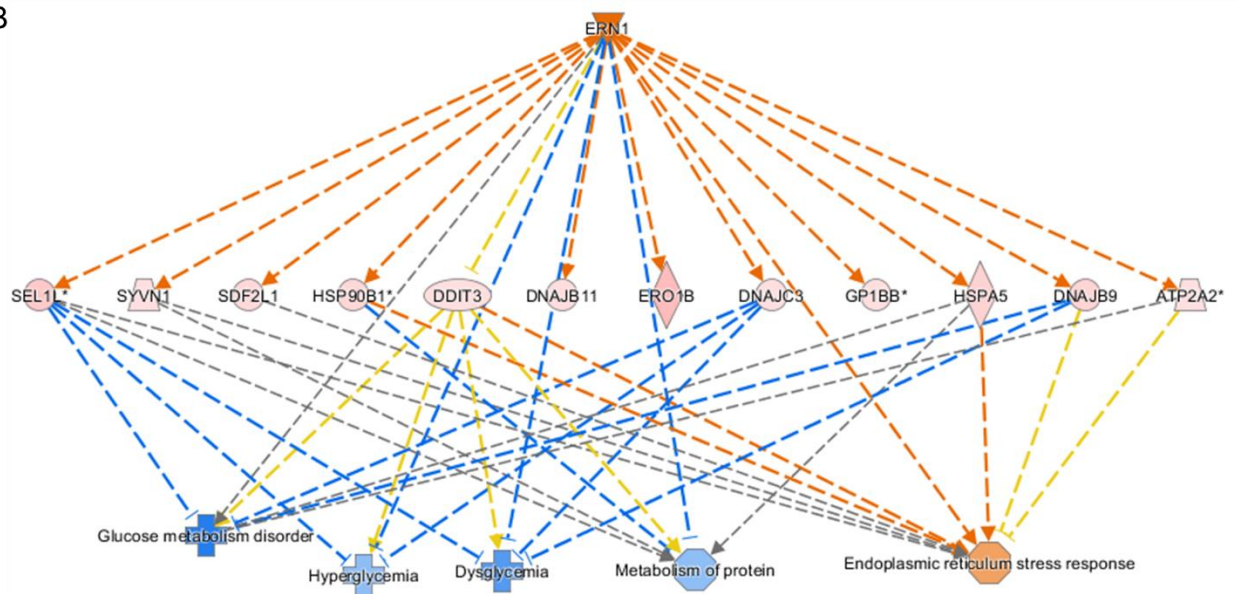 B
ERN1
SEL1L*
SYVN1
SDF2L1
HSP90B1*
DDIT3
DNAJB11
ERO1B
DNAJC3
GP1BB*
HSPA5
DNAJB9
ATP2A2*
Glucose metabolism disorder
Hyperglycemia
Dysglycemia
Metabolism of protein
Endoplasmic reticulum stress response